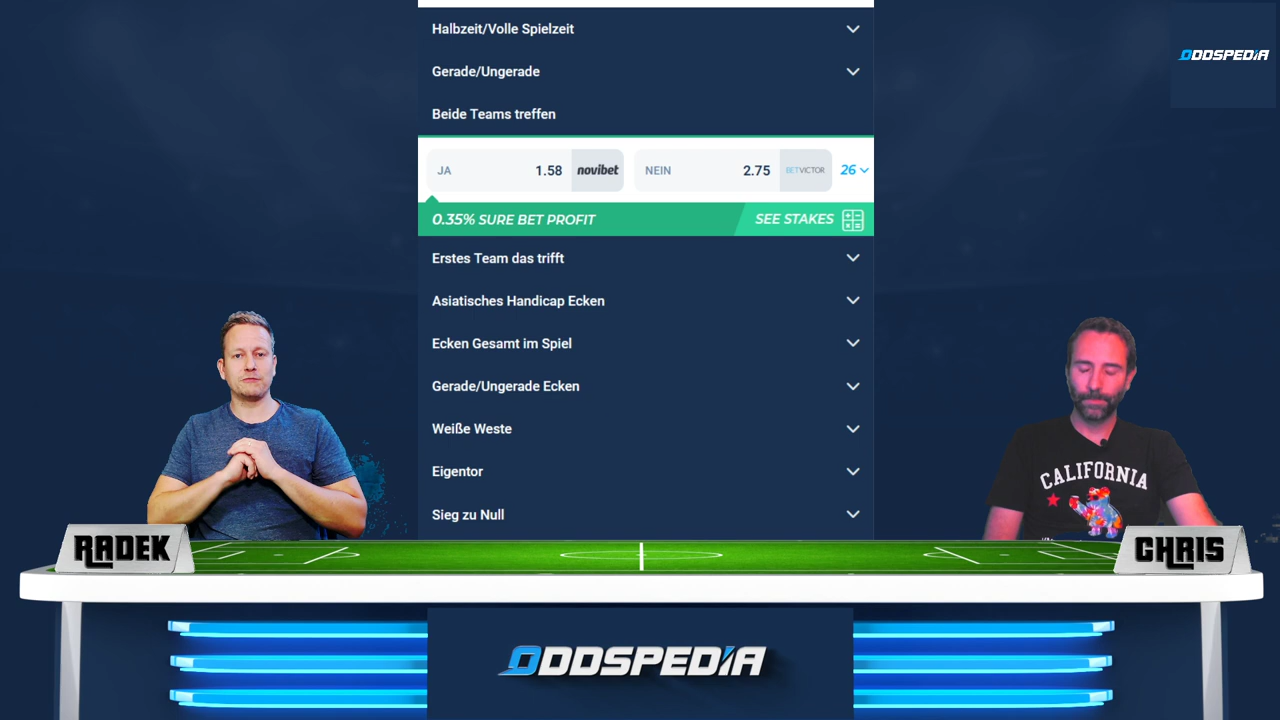 Halbzeit/Volle Spielzeit
ODDSPEDIA
Gerade/Ungerade
Beide Teams treffen
JA 1.58 novibet NEIN 2.75 BETVICTOR 26
0.35% SURE BET PROFIT SEE STAKES
Erstes Team das trifft
Asiatisches Handicap Ecken
Ecken Gesamt im Spiel
Gerade/Ungerade Ecken
Weiße Weste
Eigentor
Sieg zu Null
CALIFORNIA
RADEK
CHRIS
ODDSPEDIA